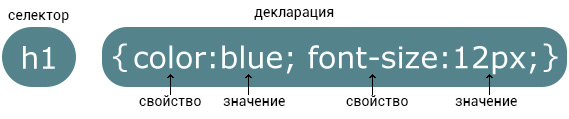 селектор декларация
h1 {color:blue; font-size:12px;}
свойство значение свойство значение